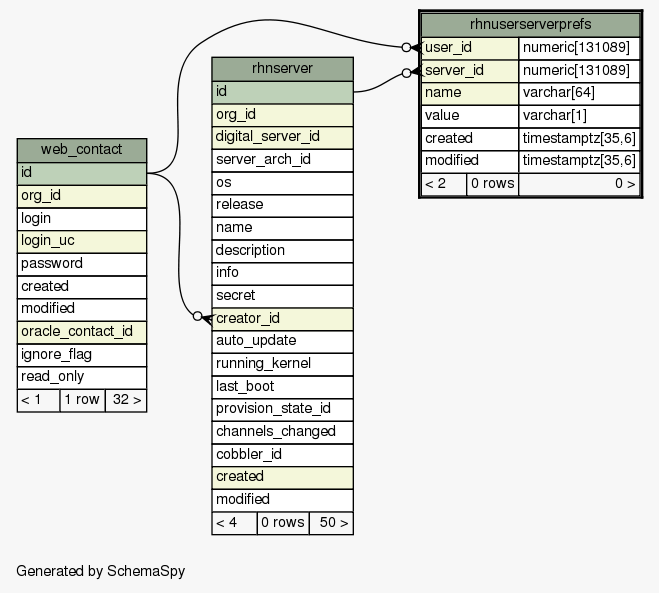 rhnuserserverprefs
user_id numeric[131089]
server_id numeric[131089]
name varchar[64]
value varchar[1]
created timestamptz[35,6]
modified timestamptz[35,6]
< 2 0 rows 0 >
rhnserver
id
org_id
digital_server_id
server_arch_id
os
release
name
description
info
secret
creator_id
auto_update
running_kernel
last_boot
provision_state_id
channels_changed
cobbler_id
created
modified
< 4 0 rows 50 >
web_contact
id
org_id
login
login_uc
password
created
modified
oracle_contact_id
ignore_flag
read_only
< 1 1 row 32 >
Generated by SchemaSpy